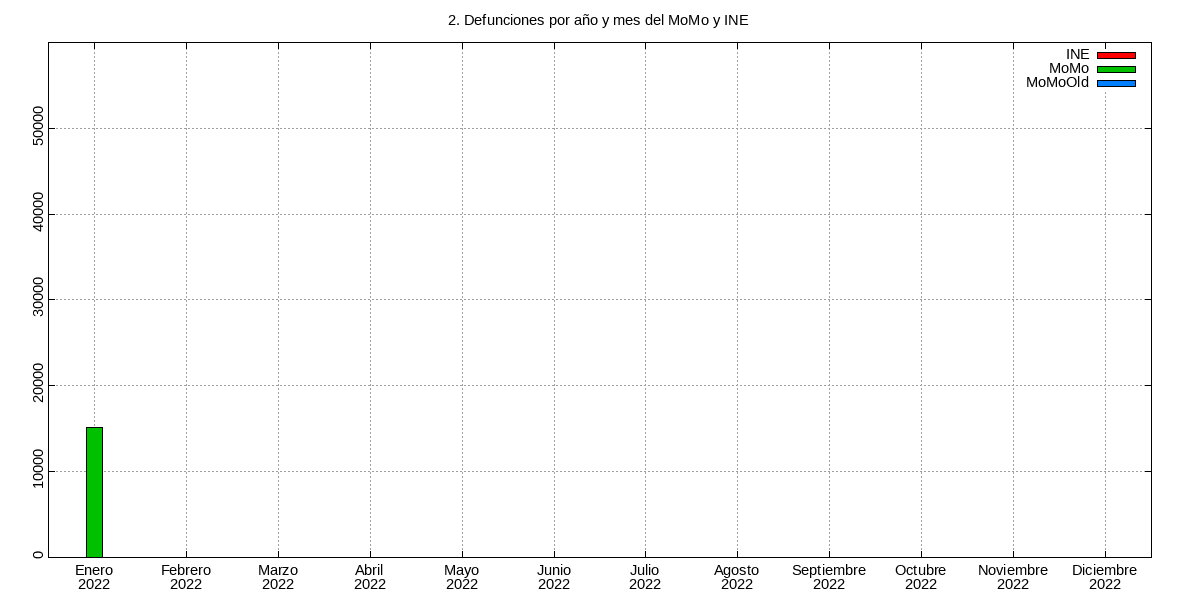 2. Defunciones por año y mes del MoMo y INE
INE
MoMo
MoMoOld
50000
40000
30000
20000
10000
0
Enero Febrero Marzo Abril Mayo Junio Julio Agosto Septiembre Octubre Noviembre Diciembre
2022 2022 2022 2022 2022 2022 2022 2022 2022 2022 2022 2022